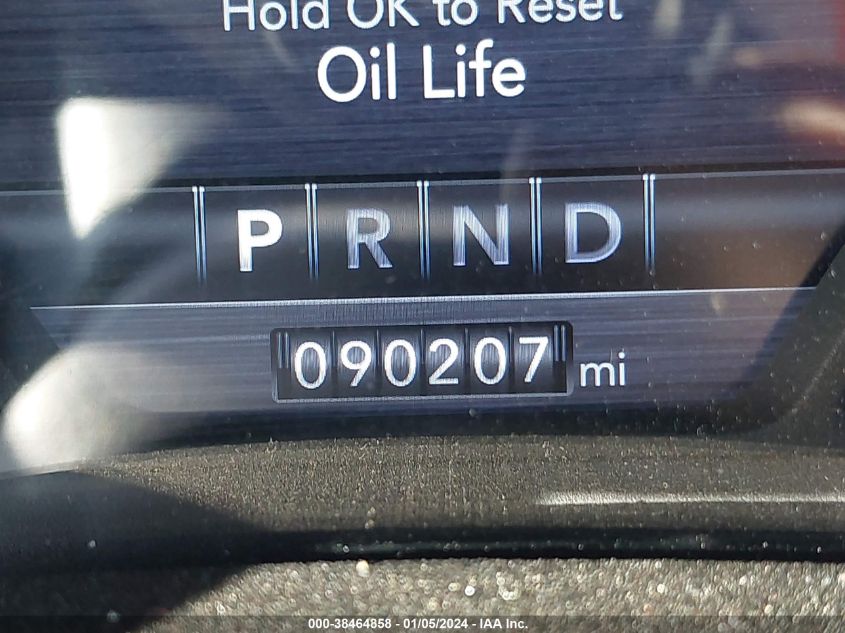 Hold OK to Reset
Oil Life
P R N D
090207 mi
000-38464858 - 01/05/2024 - IAA Inc.